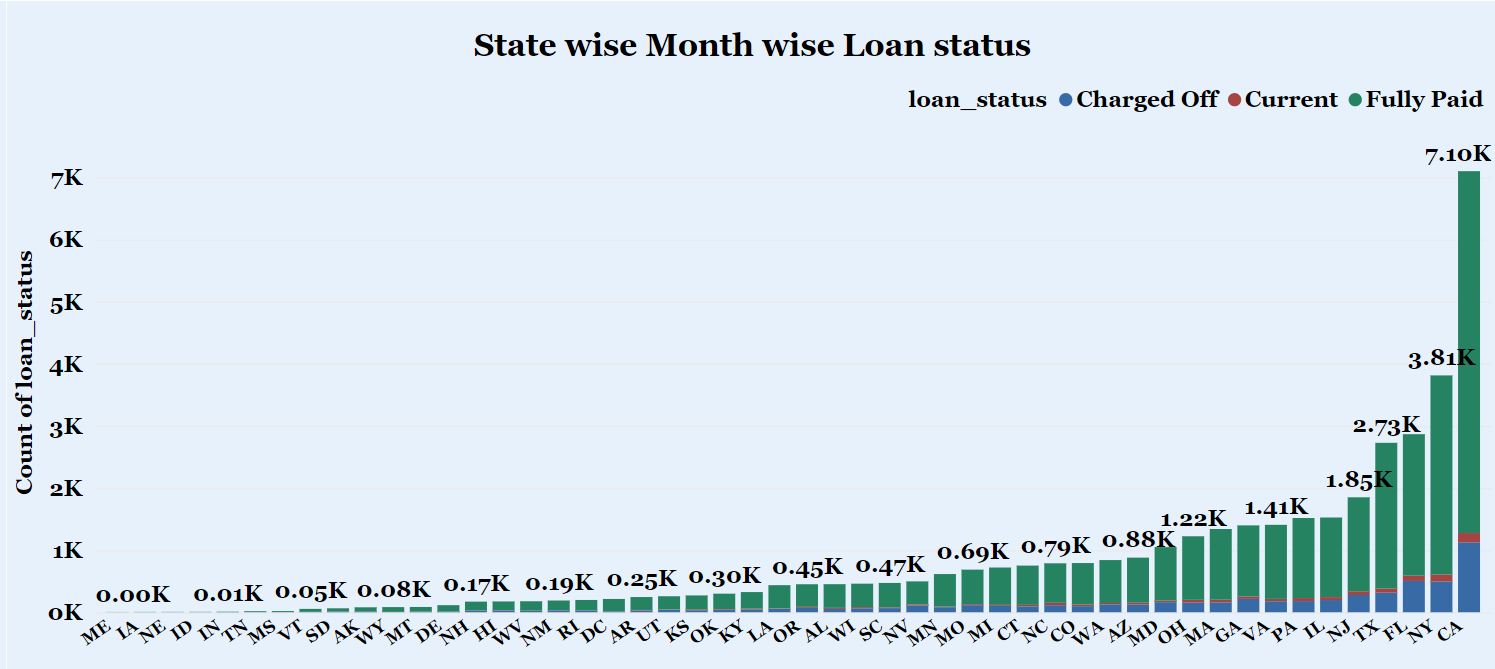 State wise Month wise Loan status
loan_status Charged Off Current Fully Paid
Count of loan_status
7K
6K
5K
4K
3K
2K
1K
0K
0.00K 0.01K 0.05K 0.08K 0.17K 0.19K 0.25K 0.30K 0.45K 0.47K 0.69K 0.79K 0.88K 1.22K 1.41K 1.85K 2.73K 3.81K 7.10K
ME IA NE ID IN TN MS VT SD AK WY MT DE NH HI WV NM RI DC AR UT KS OK KY LA OR AL WI SC NV MN MO MI CT NC CO WA AZ MD OH MA GA VA PA IL NJ TX FL NY CA